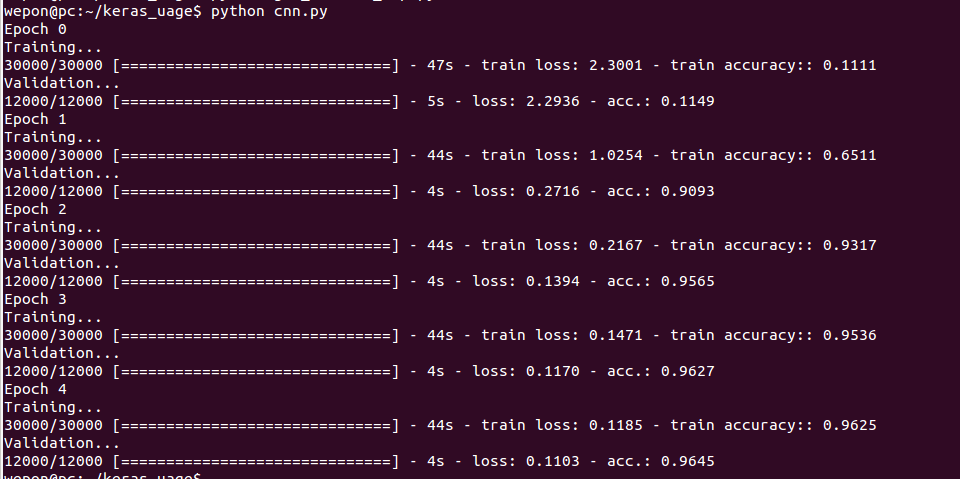 wepon@pc:~/keras_uage$ python cnn.py
Epoch 0
Training...
30000/30000 [==============================] - 47s - train loss: 2.3001 - train accuracy:: 0.1111
Validation...
12000/12000 [==============================] - 5s - loss: 2.2936 - acc.: 0.1149
Epoch 1
Training...
30000/30000 [==============================] - 44s - train loss: 1.0254 - train accuracy:: 0.6511
Validation...
12000/12000 [==============================] - 4s - loss: 0.2716 - acc.: 0.9093
Epoch 2
Training...
30000/30000 [==============================] - 44s - train loss: 0.2167 - train accuracy:: 0.9317
Validation...
12000/12000 [==============================] - 4s - loss: 0.1394 - acc.: 0.9565
Epoch 3
Training...
30000/30000 [==============================] - 44s - train loss: 0.1471 - train accuracy:: 0.9536
Validation...
12000/12000 [==============================] - 4s - loss: 0.1170 - acc.: 0.9627
Epoch 4
Training...
30000/30000 [==============================] - 44s - train loss: 0.1185 - train accuracy:: 0.9625
Validation...
12000/12000 [==============================] - 4s - loss: 0.1103 - acc.: 0.9645
wepon@pc:~/keras_uage$